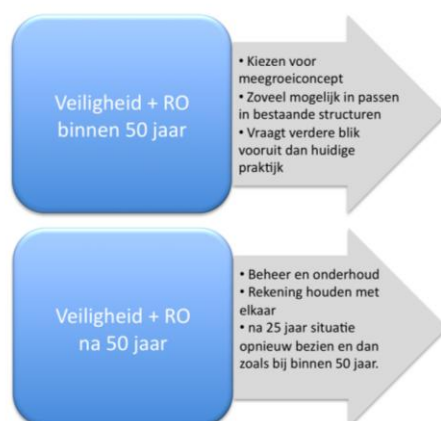 Veiligheid + RO
binnen 50 jaar
• Kiezen voor
meegroeiconcept
• Zoveel mogelijk in passen
in bestaande structuren
• Vraagt verdere blik
vooruit dan huidige
praktijk
Veiligheid + RO
na 50 jaar
• Beheer en onderhoud
• Rekening houden met
elkaar
• na 25 jaar situatie
opnieuw bezien en dan
zoals bij binnen 50 jaar.